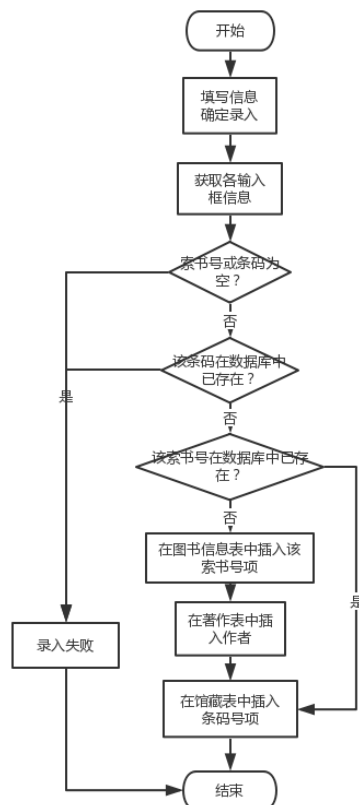 开始
填写信息
确定录入
获取各输入
框信息
索书号或条码为
空？
否
该条码在数据库中
已存在？
是
否
该索书号在数据库中已存
在？
否
在图书信息表中插入该
索书号项
是
在著作表中插
入作者
录入失败
在馆藏表中插入
条码号项
结束